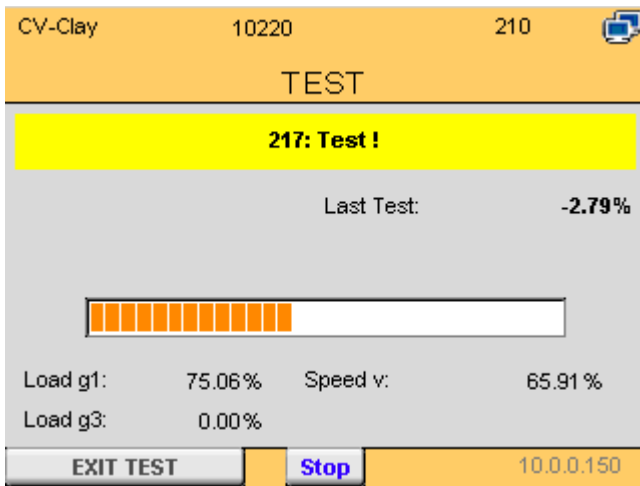 CV-Clay 10220 210
TEST
217: Test !
Last Test: -2.79%
Load g1: 75.06% Speed v: 65.91%
Load g3: 0.00%
EXIT TEST Stop 10.0.0.150